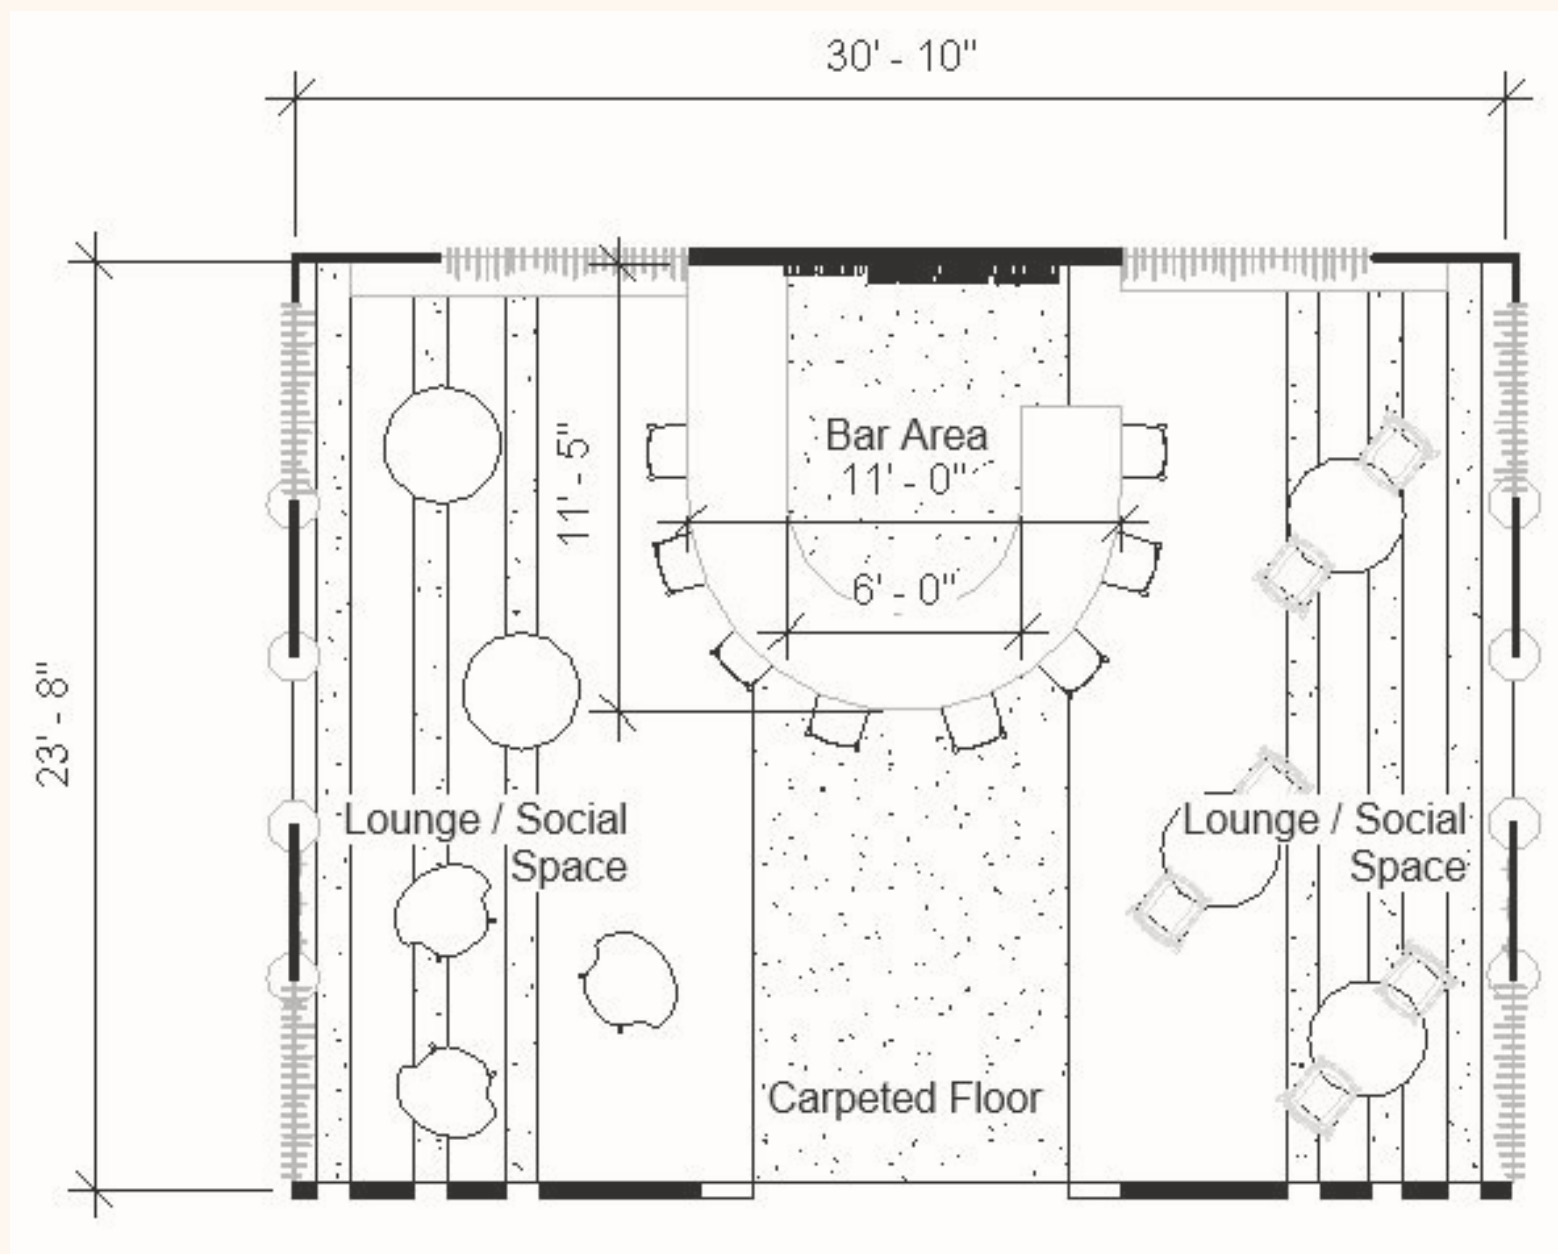 30' - 10"
Bar Area
11' - 0"
11' - 5"
6' - 0"
23' - 8"
Lounge / Social
Space
Lounge / Social
Space
Carpeted Floor